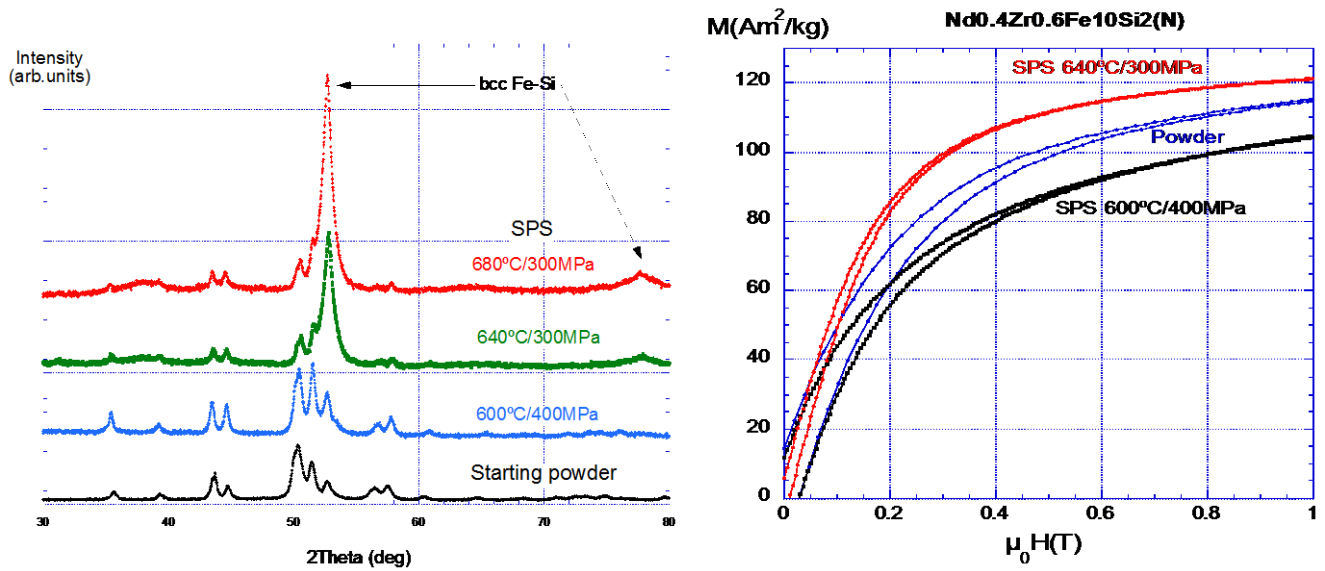 Intensity
(arb.units)
bcc Fe-Si
SPS
680ºC/300MPa
640ºC/300MPa
600ºC/400MPa
Starting powder
30 40 50 60 70 80
2Theta (deg)
M(Am²/kg)
Nd0.4Zr0.6Fe10Si2(N)
120
SPS 640ºC/300MPa
Powder
100
SPS 600ºC/400MPa
80
60
40
20
0
0 0.2 0.4 0.6 0.8 1
μ₀H(T)